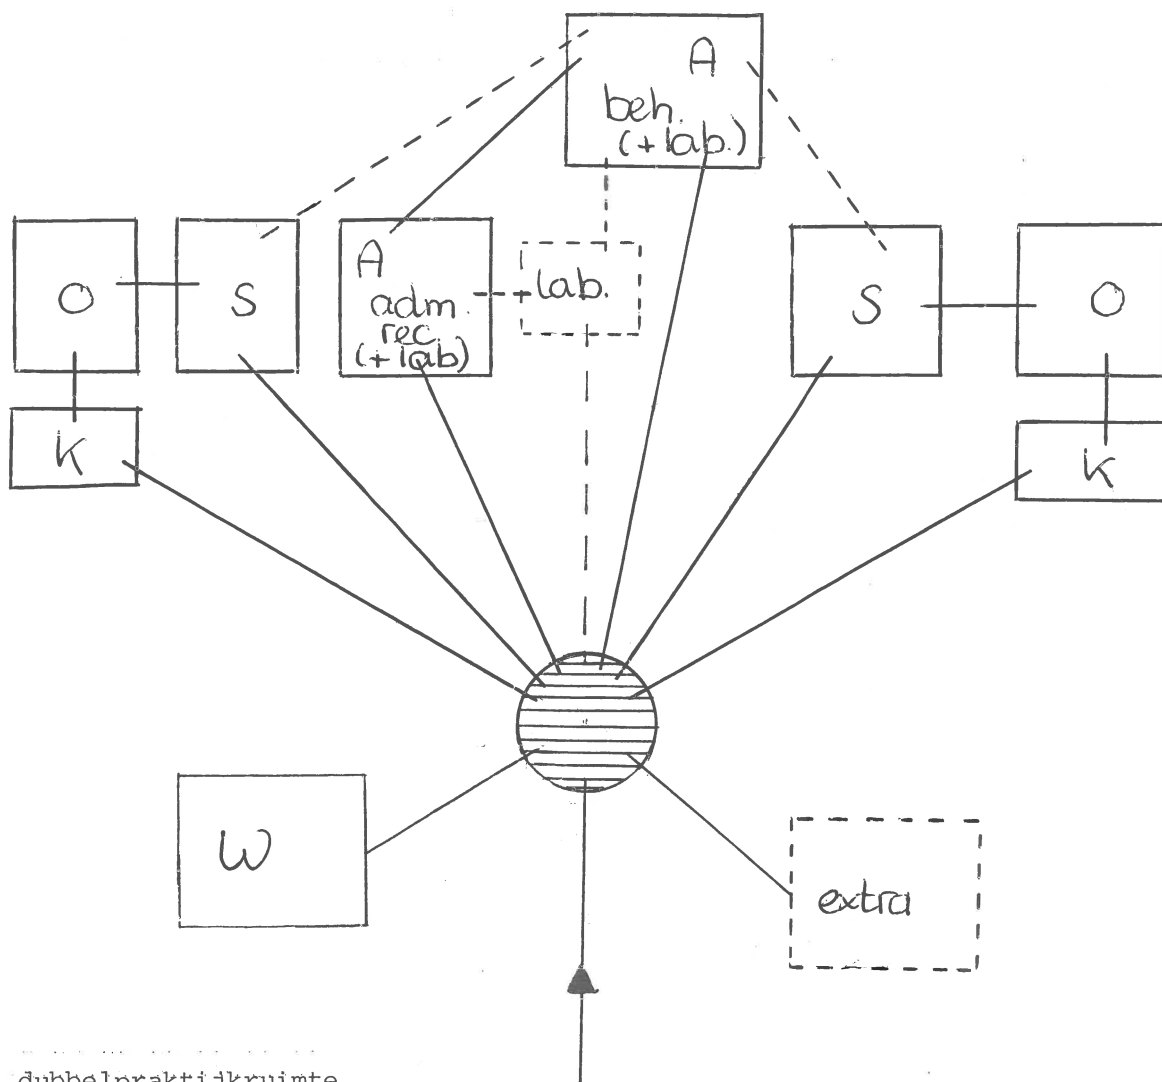 A
beh.
(+lab.)
O
S
A
adm.
rec.
(+lab)
lab.
S
O
K
K
W
extra
dubbelpraktijkruimte